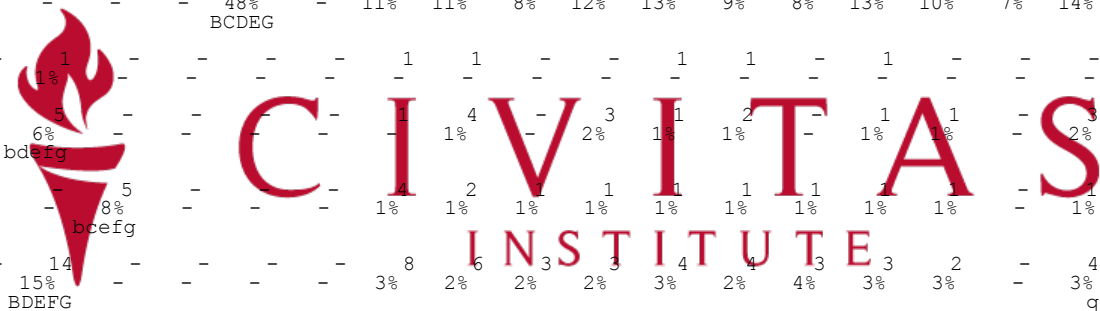 - - 48% - 11% 11% 8% 12% 13% 9% 8% 13% 10% 7% 14%
BCDEG
- 1 - - - - 1 1 - - 1 1 - 1 - - -
1% - - - - - - - - - - - - - - -
5 - - - - 1 4 - 3 1 2 - 1 1 - 3
6% - - - - - 1% - 2% 1% 1% - 1% 1% - 2%
bdefg
- 5 - - - 4 2 1 1 1 1 1 1 1 - 1
- 8% - - - 1% 1% 1% 1% 1% 1% 1% 1% 1% - 1%
bcefg
- 14 - - - - 8 6 3 3 4 4 3 3 2 - 4
15% - - - - 3% 2% 2% 2% 3% 2% 4% 3% 3% - 3%
BDEFG q
CIVITAS
INSTITUTE